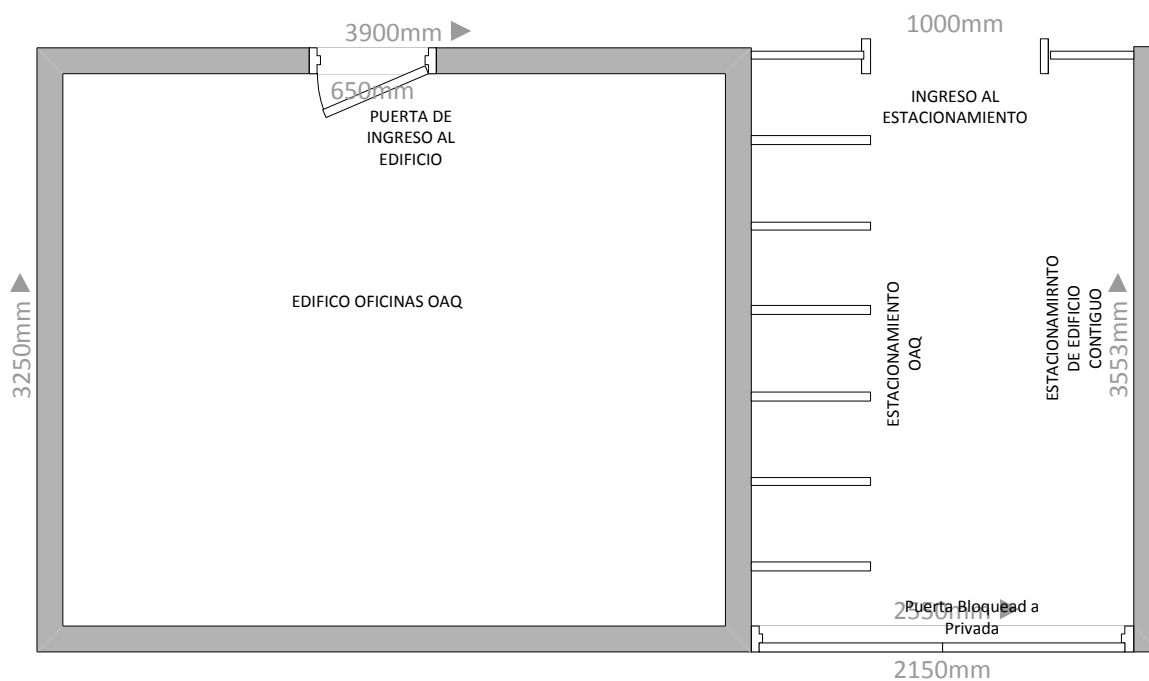 3900mm
1000mm
650mm
PUERTA DE
INGRESO AL
EDIFICIO
INGRESO AL
ESTACIONAMIENTO
EDIFICO OFICINAS OAQ
3250mm
ESTACIONAMIENTO
OAQ
ESTACIONAMIRNTO
DE EDIFICIO
CONTIGUO
3553mm
2550mm
Puerta Bloquead a
Privada
2150mm